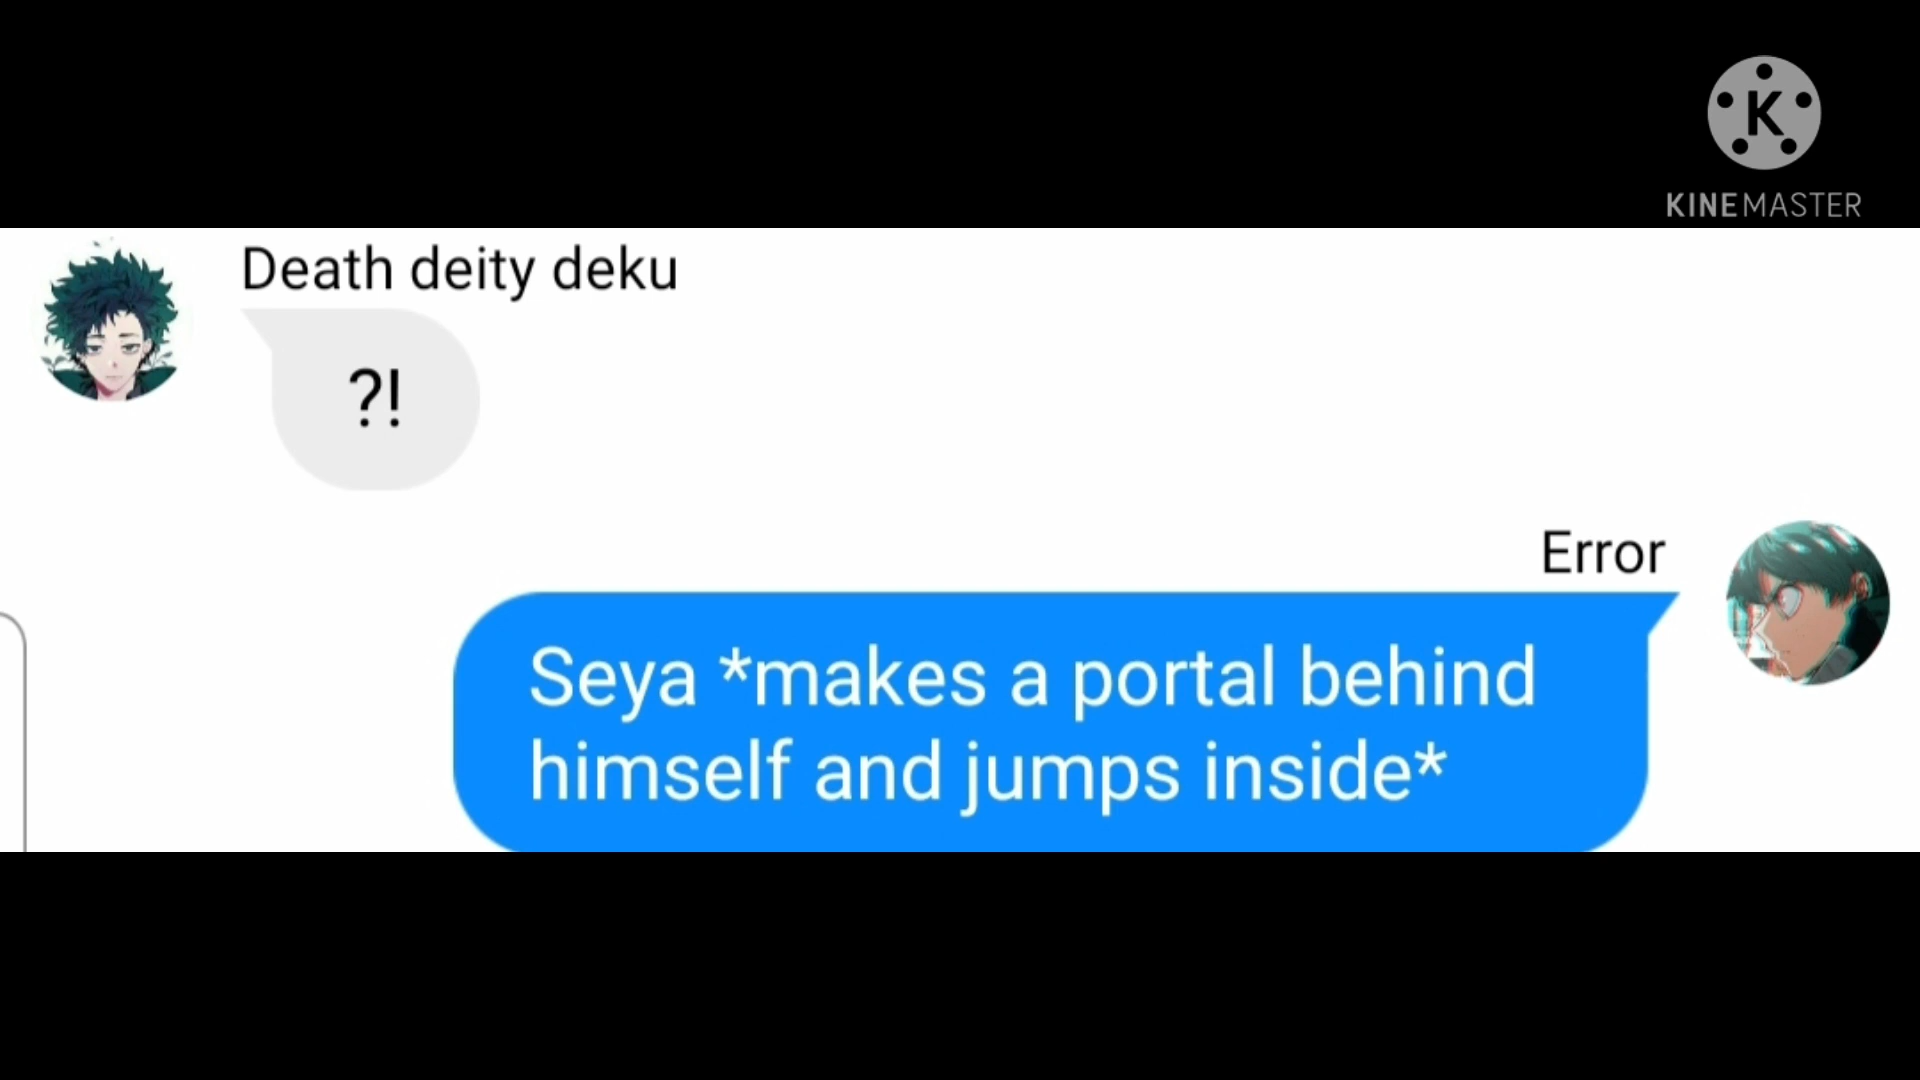 K
KINEMASTER
Death deity deku
?!
Error
Seya *makes a portal behind
himself and jumps inside*